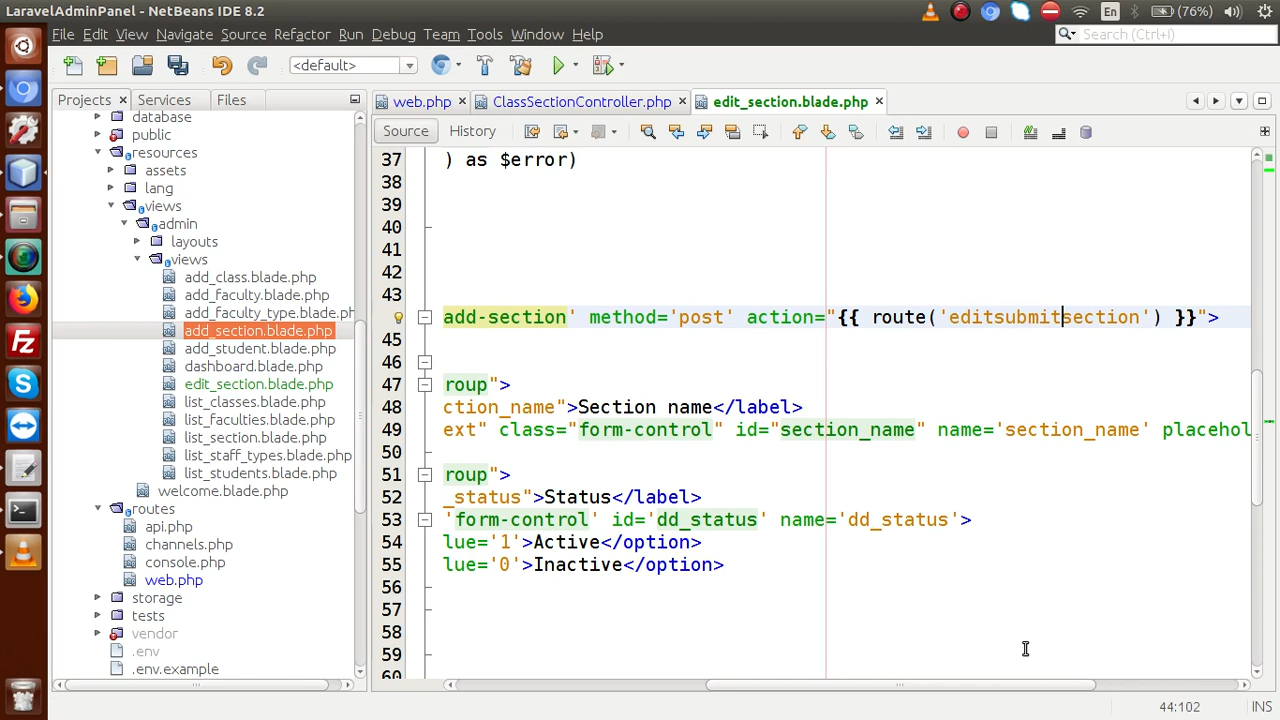 LaravelAdminPanel - NetBeans IDE 8.2
En
(76%)
File Edit View Navigate Source Refactor Run Debug Team Tools Window Help
Search (Ctrl+I)
<default>
Projects Services Files
web.php ClassSectionController.php edit_section.blade.php
Source History
database
public
resources
assets
lang
views
admin
layouts
views
add_class.blade.php
add_faculty.blade.php
add_faculty_type.blade.ph
add_section.blade.php
add_student.blade.php
dashboard.blade.php
edit_section.blade.php
list_classes.blade.php
list_faculties.blade.php
list_section.blade.php
list_staff_types.blade.php
list_students.blade.php
welcome.blade.php
routes
api.php
channels.php
console.php
web.php
storage
tests
vendor
.env
.env.example
37 ) as $error)
38
39
40
41
42
43
add-section' method='post' action="{{ route('editsubmitsection') }}">
45
46
47 roup">
48 ction_name">Section name</label>
49 ext" class="form-control" id="section_name" name='section_name' placehol
50
51 roup">
52 _status">Status</label>
53 'form-control' id='dd_status' name='dd_status'>
54 lue='1'>Active</option>
55 lue='0'>Inactive</option>
56
57
58
59
60
44:102 INS